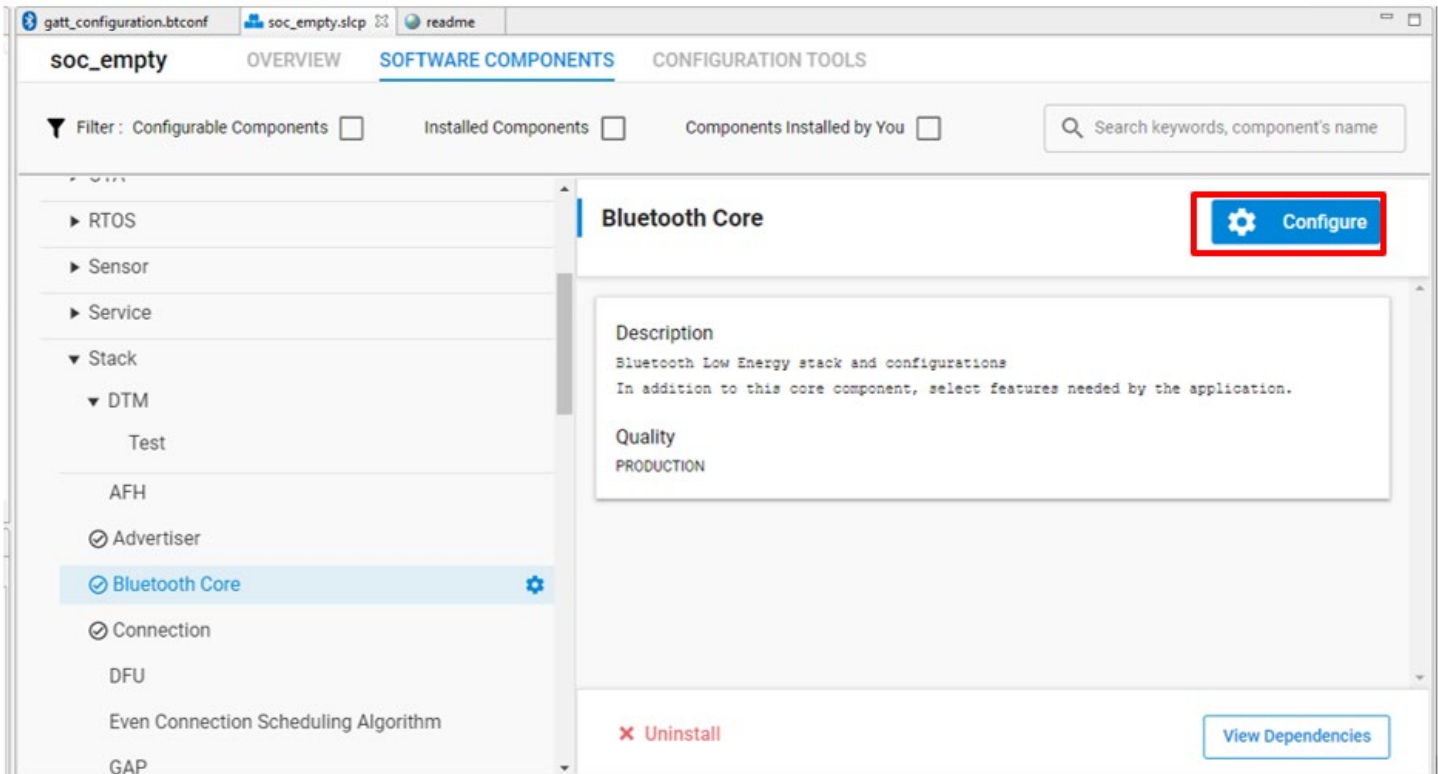 gatt_configuration.btconf soc_empty.slcp readme
soc_empty OVERVIEW SOFTWARE COMPONENTS CONFIGURATION TOOLS
Filter : Configurable Components Installed Components Components Installed by You Search keywords, component's name
RTOS
Sensor
Service
Stack
DTM
Test
AFH
Advertiser
Bluetooth Core
Connection
DFU
Even Connection Scheduling Algorithm
GAP
Bluetooth Core
Configure
Description
Bluetooth Low Energy stack and configurations
In addition to this core component, select features needed by the application.
Quality
PRODUCTION
Uninstall
View Dependencies